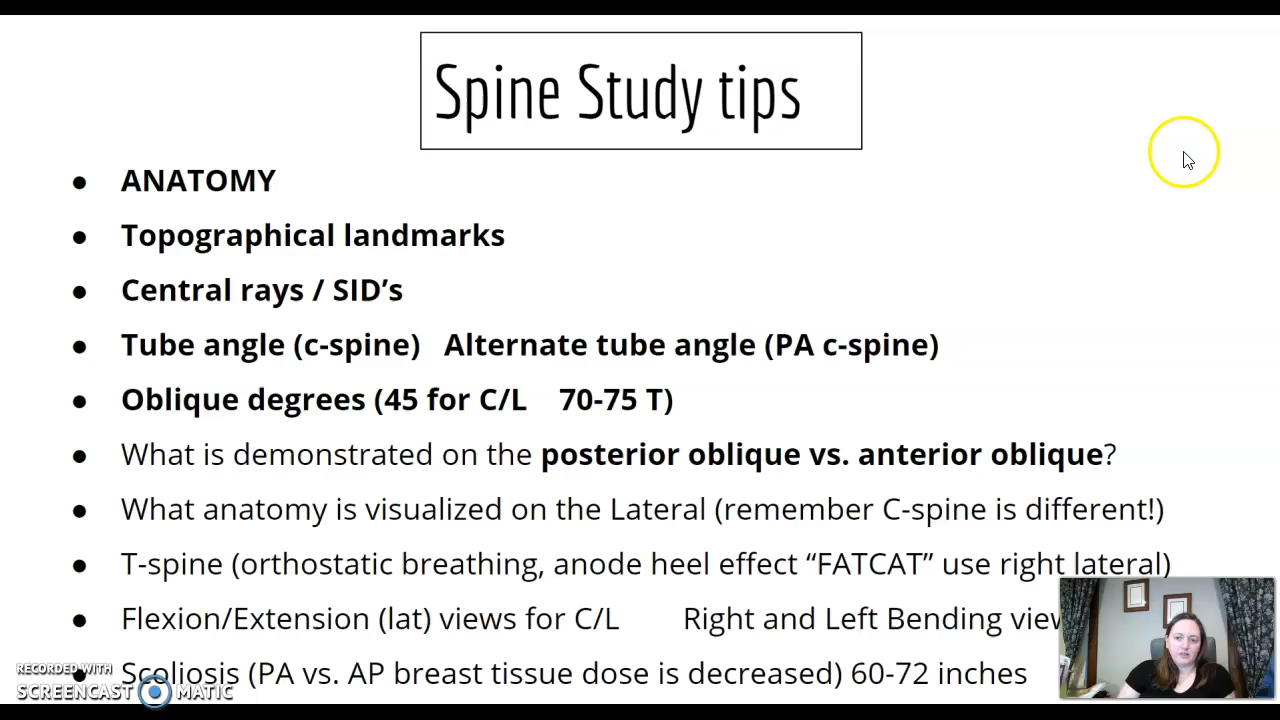 Spine Study tips
● ANATOMY
● Topographical landmarks
● Central rays / SID’s
● Tube angle (c-spine) Alternate tube angle (PA c-spine)
● Oblique degrees (45 for C/L 70-75 T)
● What is demonstrated on the posterior oblique vs. anterior oblique?
● What anatomy is visualized on the Lateral (remember C-spine is different!)
● T-spine (orthostatic breathing, anode heel effect “FATCAT” use right lateral)
● Flexion/Extension (lat) views for C/L Right and Left Bending view
● Scoliosis (PA vs. AP breast tissue dose is decreased) 60-72 inches
RECORDED WITH
SCREENCAST MATIC